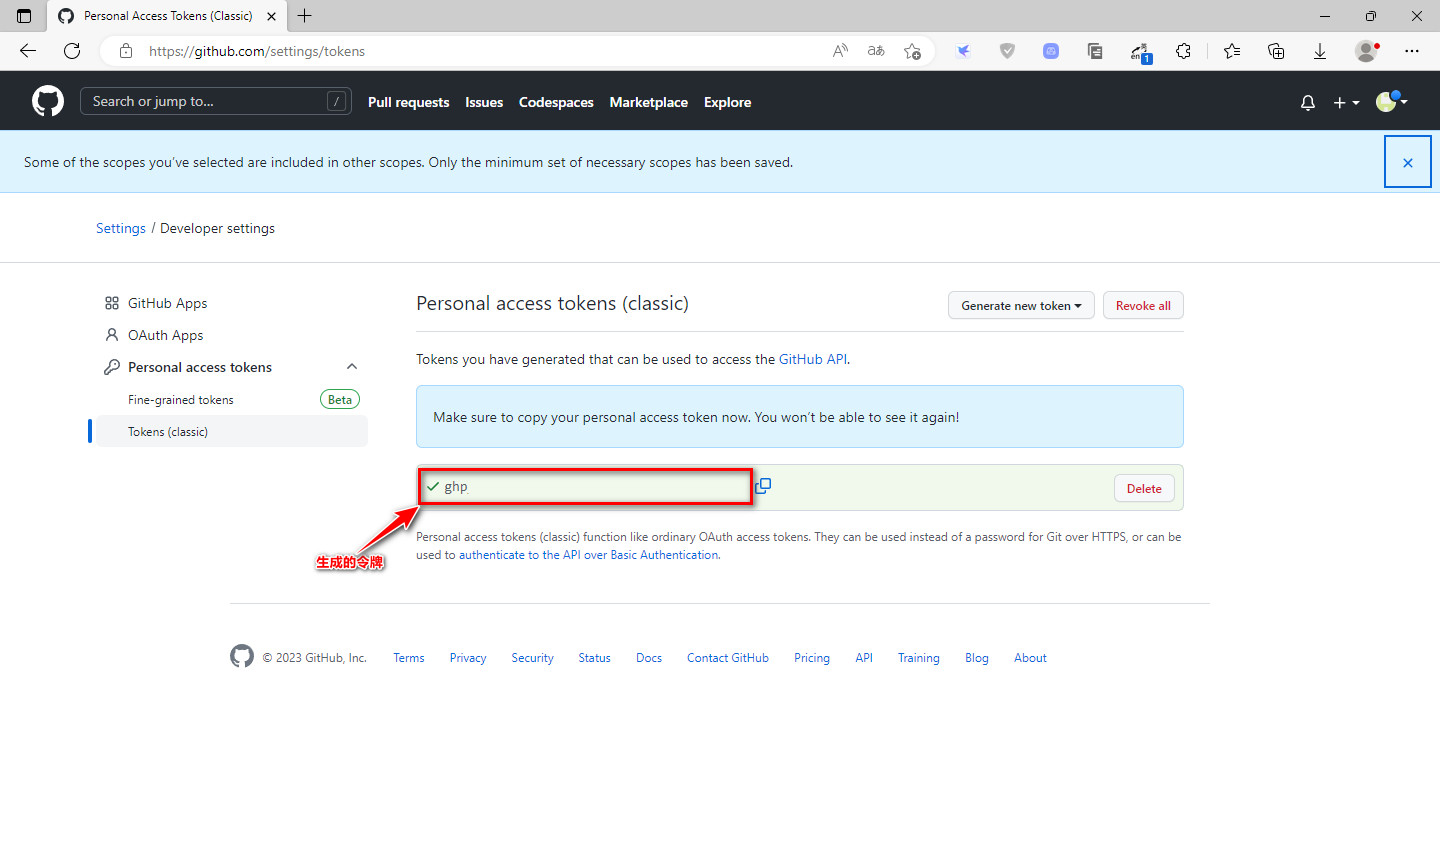 Personal Access Tokens (Classic)
https://github.com/settings/tokens
A
aあ
en 英
1
Search or jump to...
/
Pull requests
Issues
Codespaces
Marketplace
Explore
Some of the scopes you’ve selected are included in other scopes. Only the minimum set of necessary scopes has been saved.
Settings / Developer settings
GitHub Apps
OAuth Apps
Personal access tokens
Fine-grained tokens
Beta
Tokens (classic)
Personal access tokens (classic)
Generate new token
Revoke all
Tokens you have generated that can be used to access the GitHub API.
Make sure to copy your personal access token now. You won’t be able to see it again!
ghp
Delete
生成的令牌
Personal access tokens (classic) function like ordinary OAuth access tokens. They can be used instead of a password for Git over HTTPS, or can be
used to authenticate to the API over Basic Authentication.
© 2023 GitHub, Inc.
Terms
Privacy
Security
Status
Docs
Contact GitHub
Pricing
API
Training
Blog
About